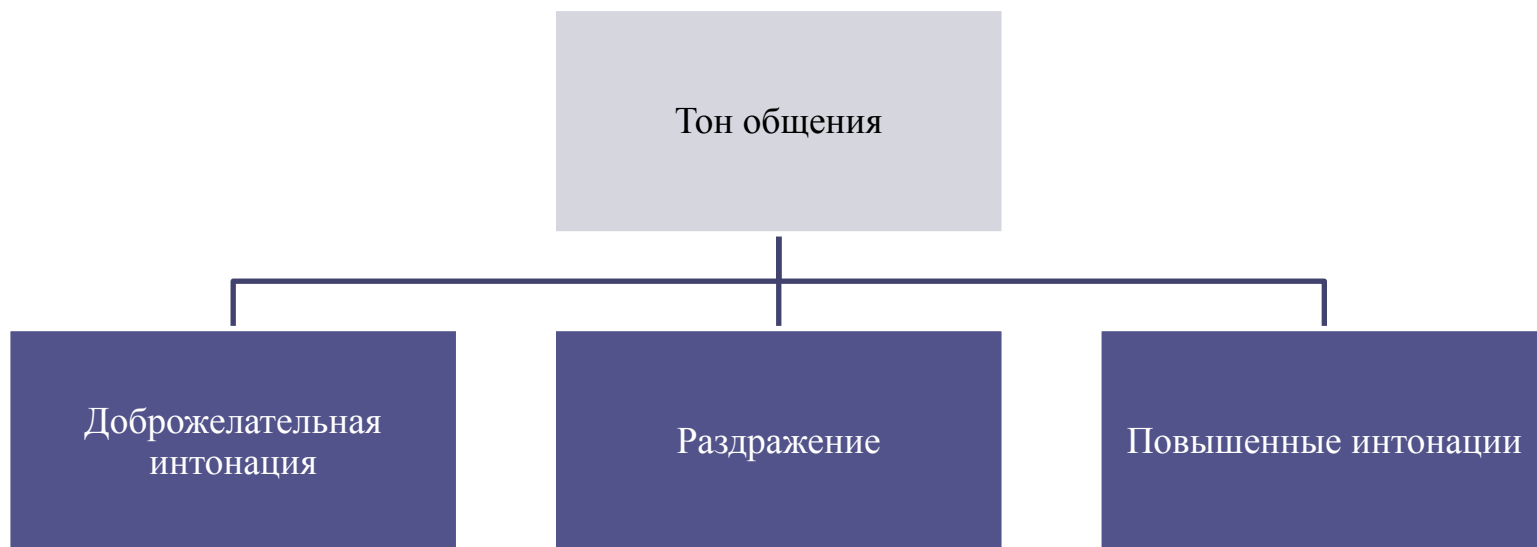 Тон общения
Доброжелательная
интонация
Раздражение
Повышенные интонации